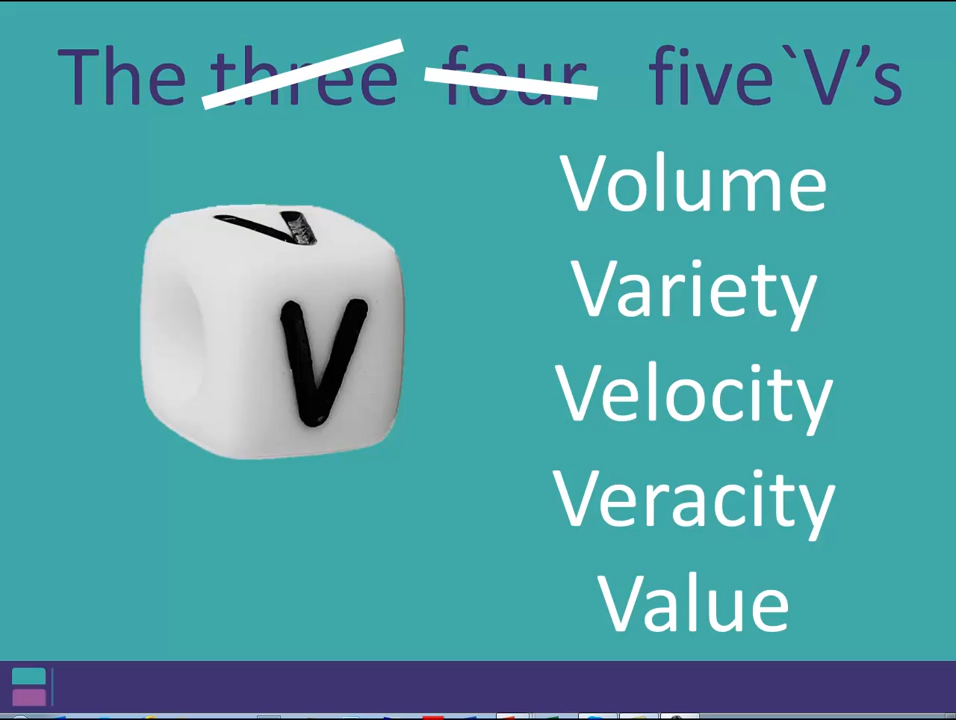 The three four five`V’s
V
V
Volume
Variety
Velocity
Veracity
Value